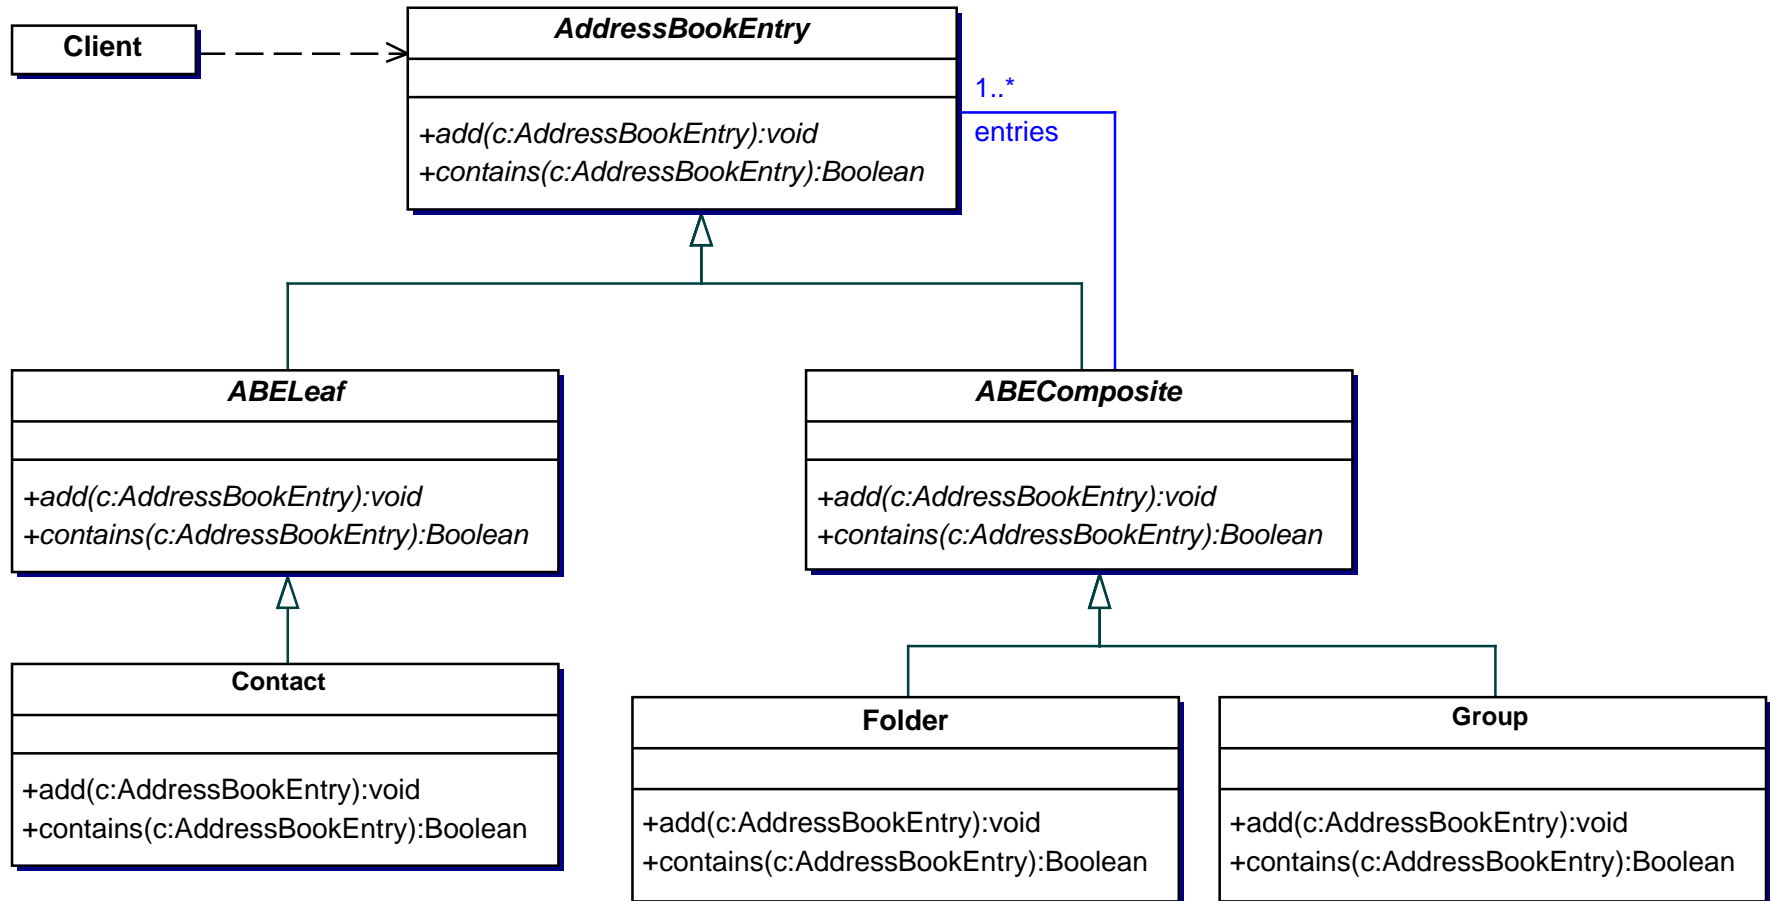 Client
AddressBookEntry
+add(c:AddressBookEntry):void
+contains(c:AddressBookEntry):Boolean
1..*
entries
ABELeaf
+add(c:AddressBookEntry):void
+contains(c:AddressBookEntry):Boolean
ABEComposite
+add(c:AddressBookEntry):void
+contains(c:AddressBookEntry):Boolean
Contact
+add(c:AddressBookEntry):void
+contains(c:AddressBookEntry):Boolean
Folder
+add(c:AddressBookEntry):void
+contains(c:AddressBookEntry):Boolean
Group
+add(c:AddressBookEntry):void
+contains(c:AddressBookEntry):Boolean